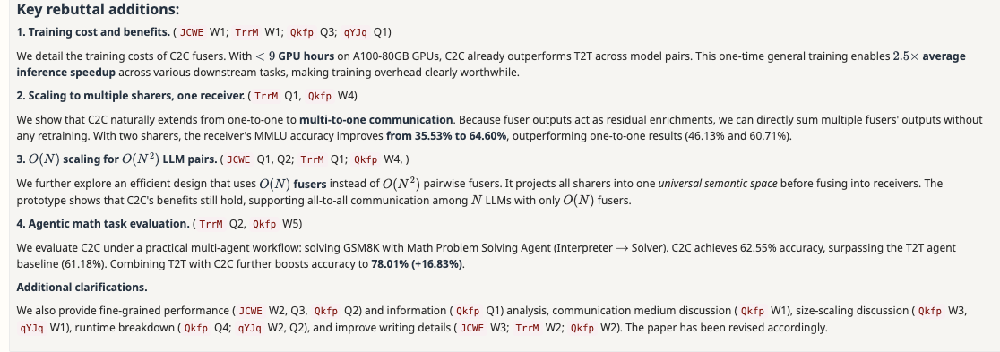 Key rebuttal additions:
1. Training cost and benefits. ( JCWE W1; TrrM W1; Qkfp Q3; qYJq Q1)
We detail the training costs of C2C fusers. With < 9 GPU hours on A100-80GB GPUs, C2C already outperforms T2T across model pairs. This one-time general training enables 2.5× average
inference speedup across various downstream tasks, making training overhead clearly worthwhile.
2. Scaling to multiple sharers, one receiver. ( TrrM Q1, Qkfp W4)
We show that C2C naturally extends from one-to-one to multi-to-one communication. Because fuser outputs act as residual enrichments, we can directly sum multiple fusers' outputs without
any retraining. With two sharers, the receiver's MMLU accuracy improves from 35.53% to 64.60%, outperforming one-to-one results (46.13% and 60.71%).
3. O(N) scaling for O(N²) LLM pairs. ( JCWE Q1, Q2; TrrM Q1; Qkfp W4, )
We further explore an efficient design that uses O(N) fusers instead of O(N²) pairwise fusers. It projects all sharers into one universal semantic space before fusing into receivers. The
prototype shows that C2C's benefits still hold, supporting all-to-all communication among N LLMs with only O(N) fusers.
4. Agentic math task evaluation. ( TrrM Q2, Qkfp W5)
We evaluate C2C under a practical multi-agent workflow: solving GSM8K with Math Problem Solving Agent (Interpreter → Solver). C2C achieves 62.55% accuracy, surpassing the T2T agent
baseline (61.18%). Combining T2T with C2C further boosts accuracy to 78.01% (+16.83%).
Additional clarifications.
We also provide fine-grained performance ( JCWE W2, Q3, Qkfp Q2) and information ( Qkfp Q1) analysis, communication medium discussion ( Qkfp W1), size-scaling discussion ( Qkfp W3,
qYJq W1), runtime breakdown ( Qkfp Q4; qYJq W2, Q2), and improve writing details ( JCWE W3; TrrM W2; Qkfp W2). The paper has been revised accordingly.